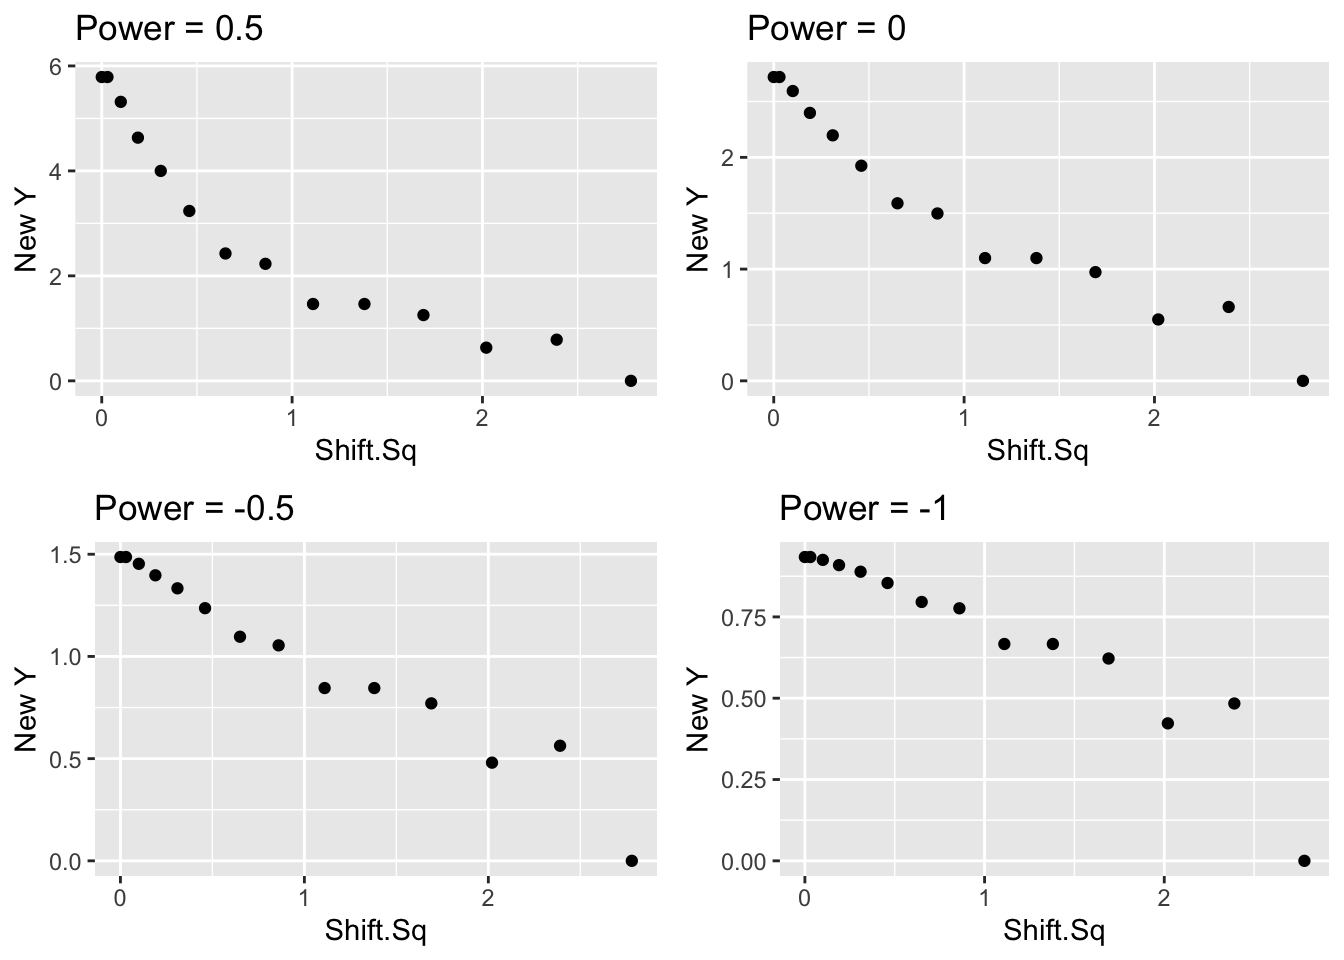 Power = 0.5
6
4
2
0
New Y
0 1 2
Shift.Sq
Power = 0
2
1
0
New Y
0 1 2
Shift.Sq
Power = -0.5
1.5
1.0
0.5
0.0
New Y
0 1 2
Shift.Sq
Power = -1
0.75
0.50
0.25
0.00
New Y
0 1 2
Shift.Sq